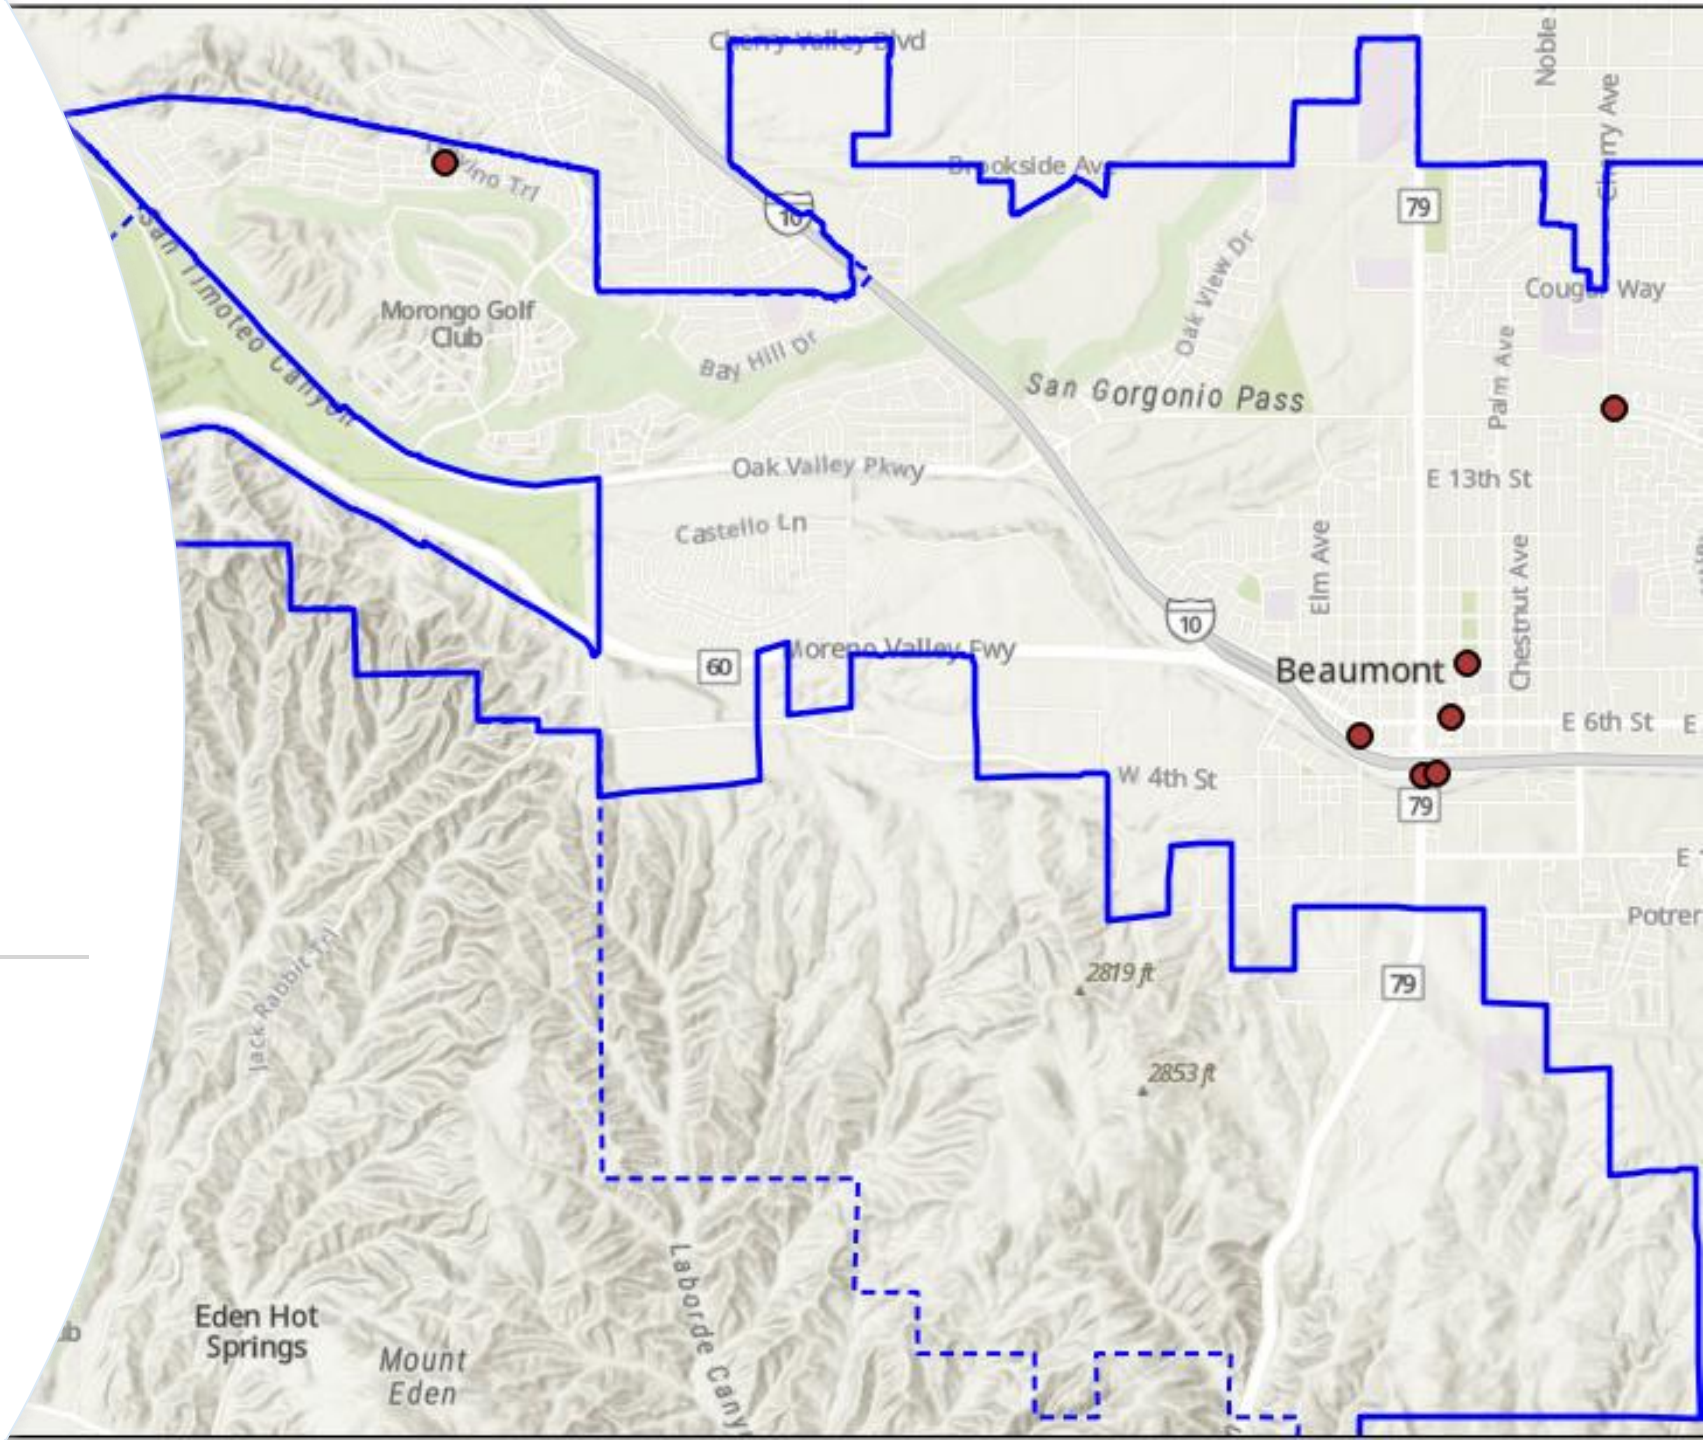 Cherry Valley Blvd
Noble
Cherry Ave
Brookside Ave
79
10
San Timoteo Canyon
Oak View Dr
Cougar Way
Morongo Golf
Club
Bay Hill Dr
San Gorgonio Pass
Palm Ave
Oak Valley Pkwy
E 13th St
Castello Ln
Elm Ave
Chestnut Ave
10
Moreno Valley Fwy
60
Beaumont
E 6th St
E
W 4th St
79
E
Potrer
2819 ft
79
Jack Rabbit Trl
2853 ft
Laborde Cany
Eden Hot
Springs
Mount
Eden